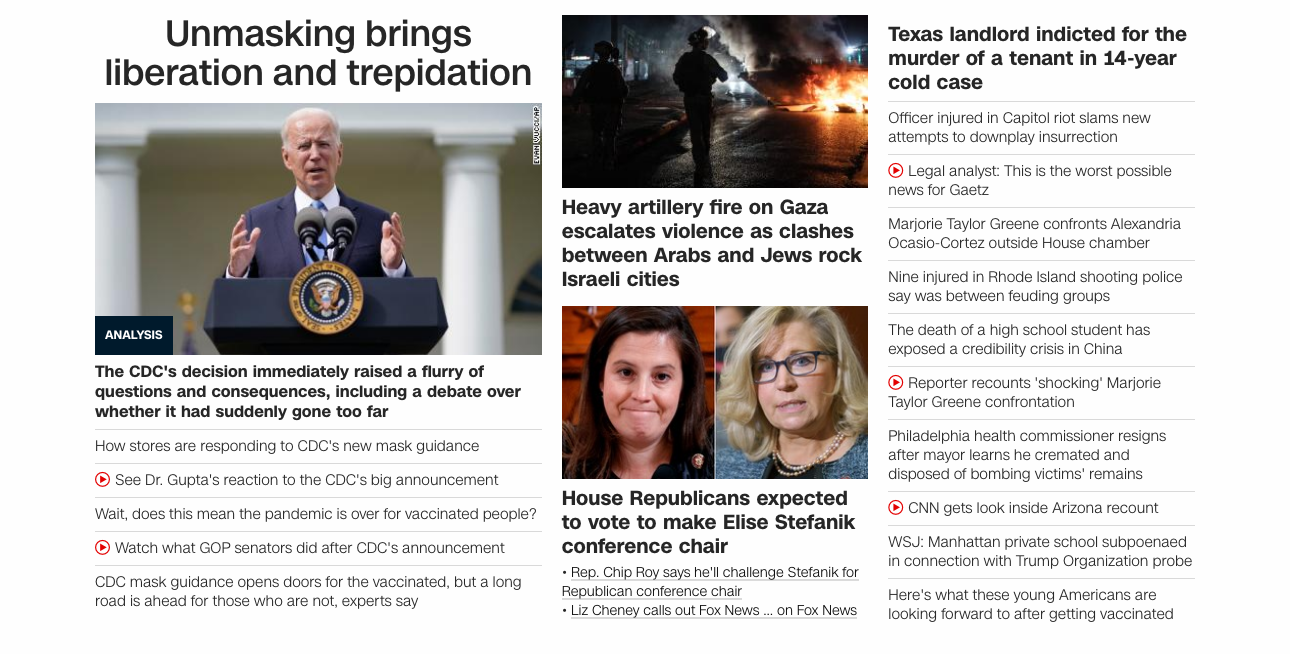 Unmasking brings
liberation and trepidation
EVAN VUCCI/AP
ANALYSIS
The CDC's decision immediately raised a flurry of
questions and consequences, including a debate over
whether it had suddenly gone too far
How stores are responding to CDC's new mask guidance
See Dr. Gupta's reaction to the CDC's big announcement
Wait, does this mean the pandemic is over for vaccinated people?
Watch what GOP senators did after CDC's announcement
CDC mask guidance opens doors for the vaccinated, but a long
road is ahead for those who are not, experts say
Heavy artillery fire on Gaza
escalates violence as clashes
between Arabs and Jews rock
Israeli cities
House Republicans expected
to vote to make Elise Stefanik
conference chair
• Rep. Chip Roy says he'll challenge Stefanik for
Republican conference chair
• Liz Cheney calls out Fox News ... on Fox News
Texas landlord indicted for the
murder of a tenant in 14-year
cold case
Officer injured in Capitol riot slams new
attempts to downplay insurrection
Legal analyst: This is the worst possible
news for Gaetz
Marjorie Taylor Greene confronts Alexandria
Ocasio-Cortez outside House chamber
Nine injured in Rhode Island shooting police
say was between feuding groups
The death of a high school student has
exposed a credibility crisis in China
Reporter recounts 'shocking' Marjorie
Taylor Greene confrontation
Philadelphia health commissioner resigns
after mayor learns he cremated and
disposed of bombing victims' remains
CNN gets look inside Arizona recount
WSJ: Manhattan private school subpoenaed
in connection with Trump Organization probe
Here's what these young Americans are
looking forward to after getting vaccinated